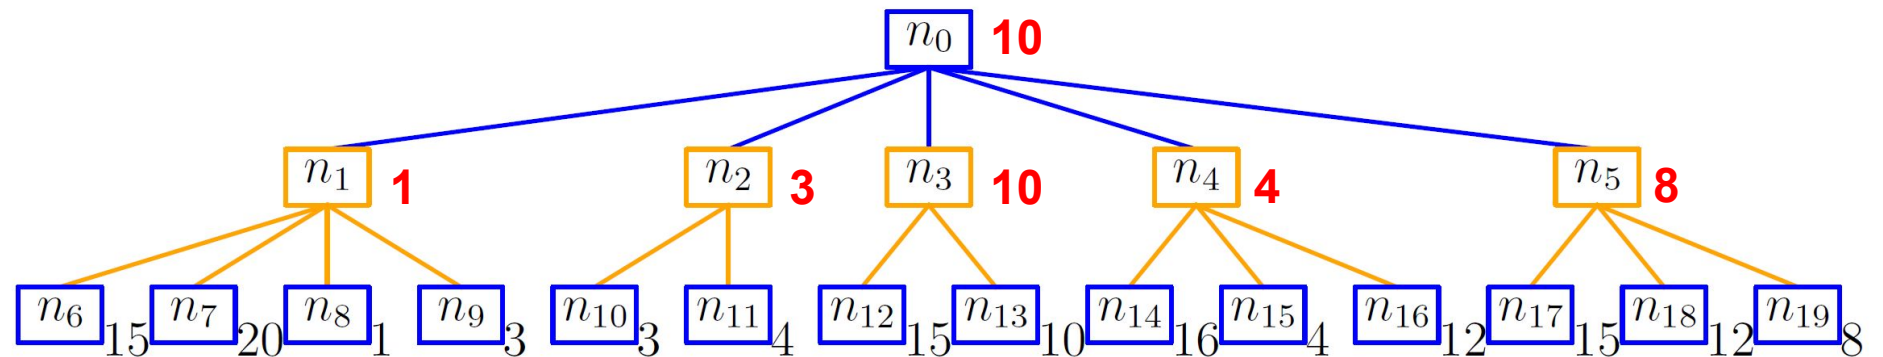 n₀ 10
n₁ 1 n₂ 3 n₃ 10 n₄ 4 n₅ 8
n₆ 15 n₇ 20 n₈ 1 n₉ 3 n₁₀ 3 n₁₁ 4 n₁₂ 15 n₁₃ 10 n₁₄ 16 n₁₅ 4 n₁₆ 12 n₁₇ 15 n₁₈ 12 n₁₉ 8